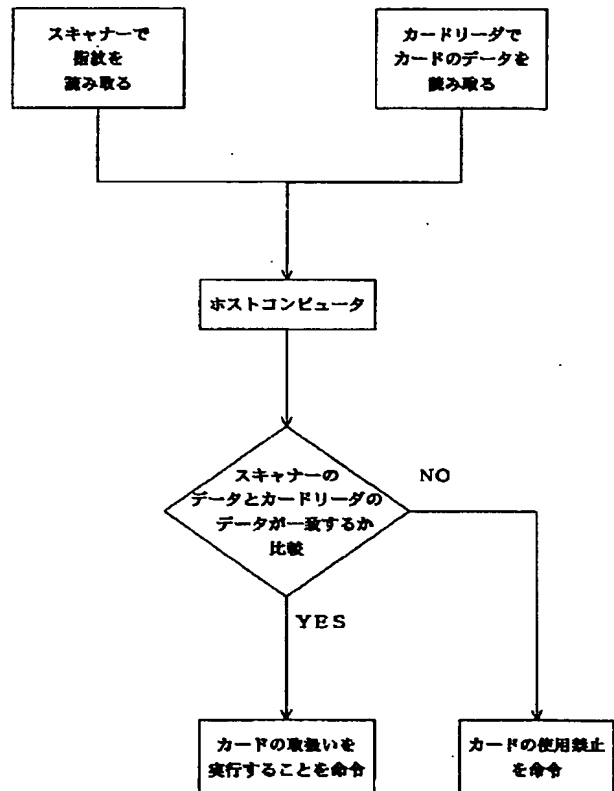 スキャナーで
指紋を
読み取る
カードリーダで
カードのデータを
読み取る
ホストコンピュータ
スキャナーの
データとカードリーダの
データが一致するか
比較
NO
YES
カードの取扱いを
実行することを命令
カードの使用禁止
を命令